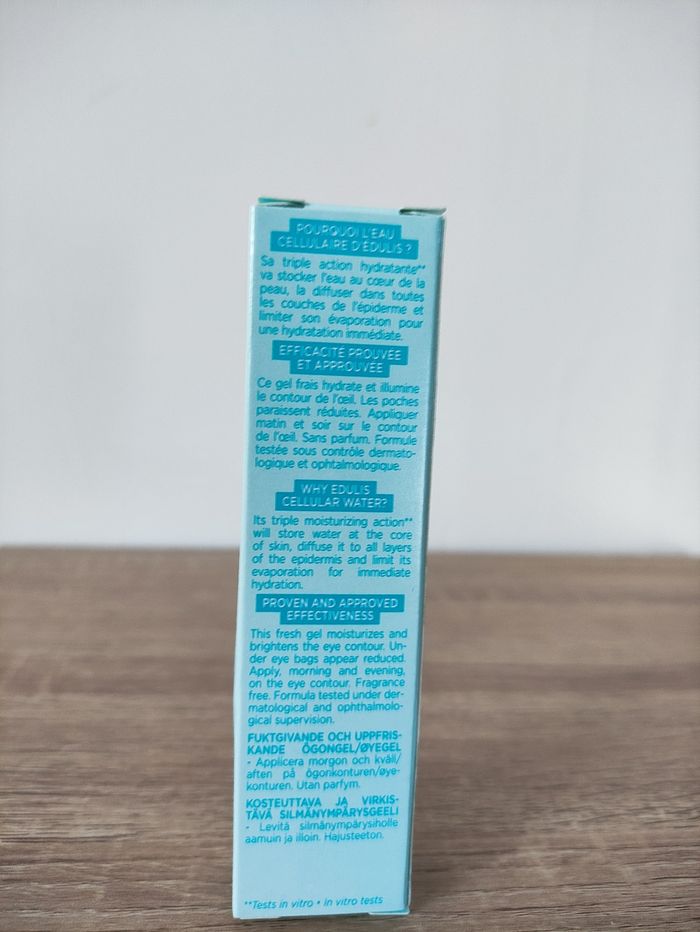 POURQUOI L'EAU
CELLULAIRE D'ÉDULIS ?
Sa triple action hydratante**
va stocker l'eau au cœur de la
peau, la diffuser dans toutes
les couches de l'épiderme et
limiter son évaporation pour
une hydratation immédiate.
EFFICACITÉ PROUVÉE
ET APPROUVÉE
Ce gel frais hydrate et illumine
le contour de l'œil. Les poches
paraissent réduites. Appliquer
matin et soir sur le contour
de l'œil. Sans parfum. Formule
testée sous contrôle dermato-
logique et ophtalmologique.
WHY EDULIS
CELLULAR WATER?
Its triple moisturizing action**
will store water at the core
of skin, diffuse it to all layers
of the epidermis and limit its
evaporation for immediate
hydration.
PROVEN AND APPROVED
EFFECTIVENESS
This fresh gel moisturizes and
brightens the eye contour. Un-
der eye bags appear reduced.
Apply, morning and evening,
on the eye contour. Fragrance
free. Formula tested under der-
matological and ophthalmolo-
gical supervision.
FUKTGIVANDE OCH UPPFRIS-
KANDE ÖGONGEL/ØYEGEL
- Applicera morgon och kväll/
aften på ögonkonturen/øye-
konturen. Utan parfym.
KOSTEUTTAVA JA VIRKIS-
TÄVÄ SILMÄNYMPÄRYSGEELI
- Levitä silmänympärysiholle
aamuin ja illoin. Hajusteeton.
**Tests in vitro • In vitro tests